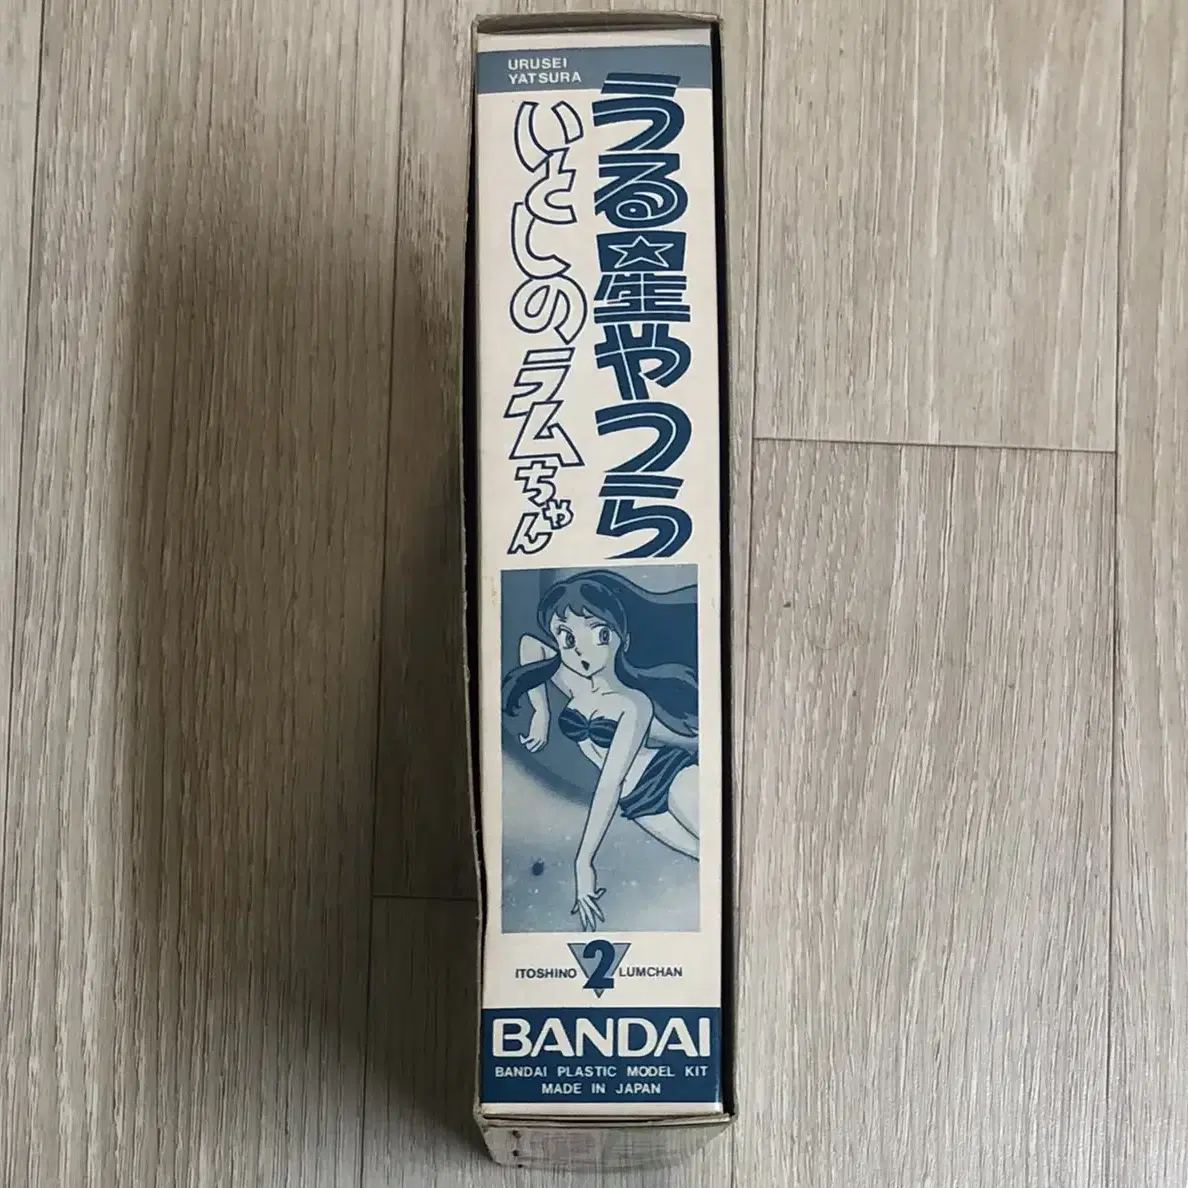 URUSEI
YATSURA
うる星やつら
いとしのラムちゃん
ITOSHINO 2 LUMCHAN
BANDAI
BANDAI PLASTIC MODEL KIT
MADE IN JAPAN